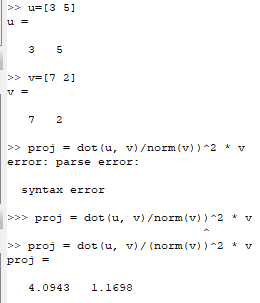 >> u=[3 5]
u =
3 5
>> v=[7 2]
v =
7 2
>> proj = dot(u, v)/norm(v))^2 * v
error: parse error:
syntax error
>>> proj = dot(u, v)/norm(v))^2 * v
^
>> proj = dot(u, v)/(norm(v))^2 * v
proj =
4.0943 1.1698